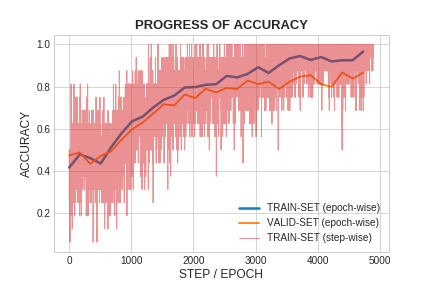 PROGRESS OF ACCURACY
1.0
0.8
0.6
0.4
0.2
ACCURACY
TRAIN-SET (epoch-wise)
VALID-SET (epoch-wise)
TRAIN-SET (step-wise)
0 1000 2000 3000 4000 5000
STEP / EPOCH